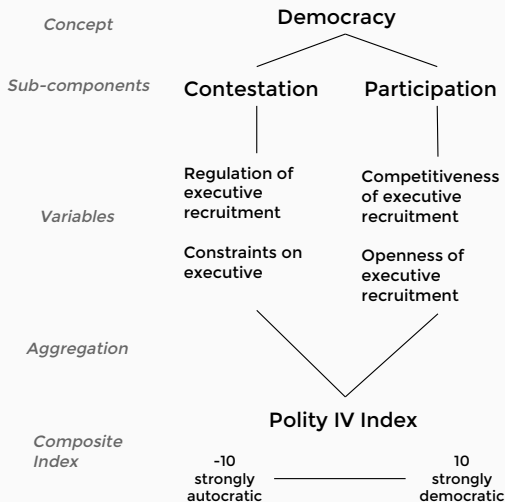 Concept
Democracy
Sub-components
Contestation
Participation
Variables
Regulation of
executive
recruitment
Constraints on
executive
Competitiveness
of executive
recruitment
Openness of
executive
recruitment
Aggregation
Polity IV Index
Composite
Index
-10
strongly
autocratic
10
strongly
democratic